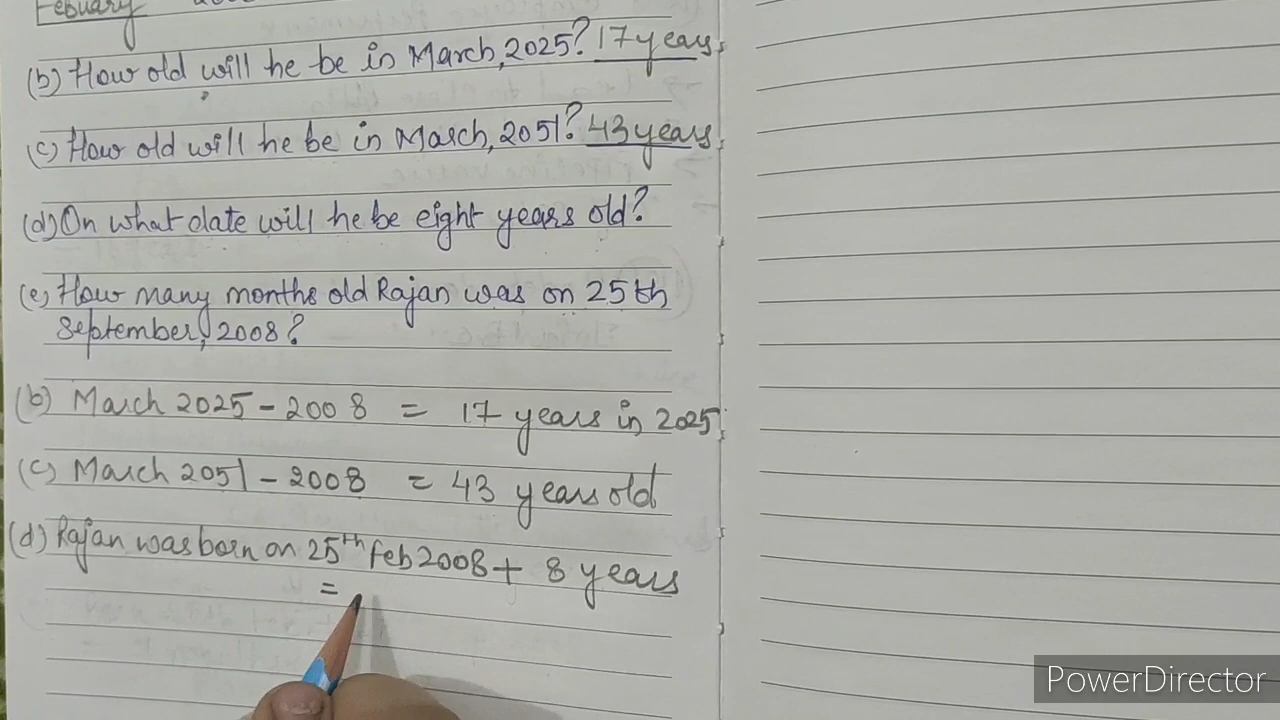 Febuary
(b) How old will he be in March, 2025? 17 years
(c) How old will he be in March, 2051? 43 years
(d) On what date will he be eight years old?
(e) How many months old Rajan was on 25th
September, 2008?
(b) March 2025 - 2008 = 17 years in 2025
(c) March 2051 - 2008 = 43 years old
(d) Rajan was born on 25th Feb 2008 + 8 years
=
PowerDirector